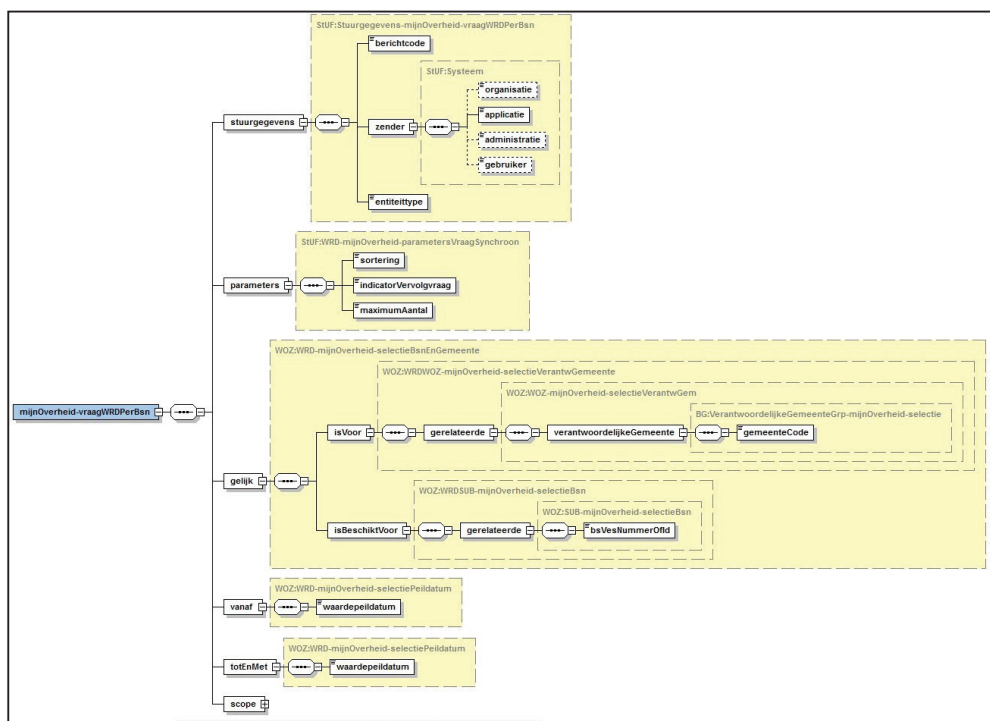 StUF:Stuurgegevens-mijnOverheid-vraagWRDPerBsn
berichtcode
StUF:Systeem
organisatie
stuurgegevens
zender
applicatie
administratie
gebruiker
entiteittype
StUF:WRD-mijnOverheid-parametersVraagSynchroon
sortering
parameters
indicatorVervolgvraag
maximumAantal
WOZ:WRD-mijnOverheid-selectieBsnEnGemeente
WOZ:WRDWOZ-mijnOverheid-selectieVerantwGemeente
WOZ:WOZ-mijnOverheid-selectieVerantwGem
BG:VerantwoordelijkeGemeenteGrp-mijnOverheid-selectie
mijnOverheid-vraagWRDPerBsn
isVoor
gerelateerde
verantwoordelijkeGemeente
gemeenteCode
gelijk
WOZ:WRDSUB-mijnOverheid-selectieBsn
WOZ:SUB-mijnOverheid-selectieBsn
isBeschiktVoor
gerelateerde
bsVesNummerOfId
WOZ:WRD-mijnOverheid-selectiePeildatum
vanaf
waardepeildatum
WOZ:WRD-mijnOverheid-selectiePeildatum
totEnMet
waardepeildatum
scope